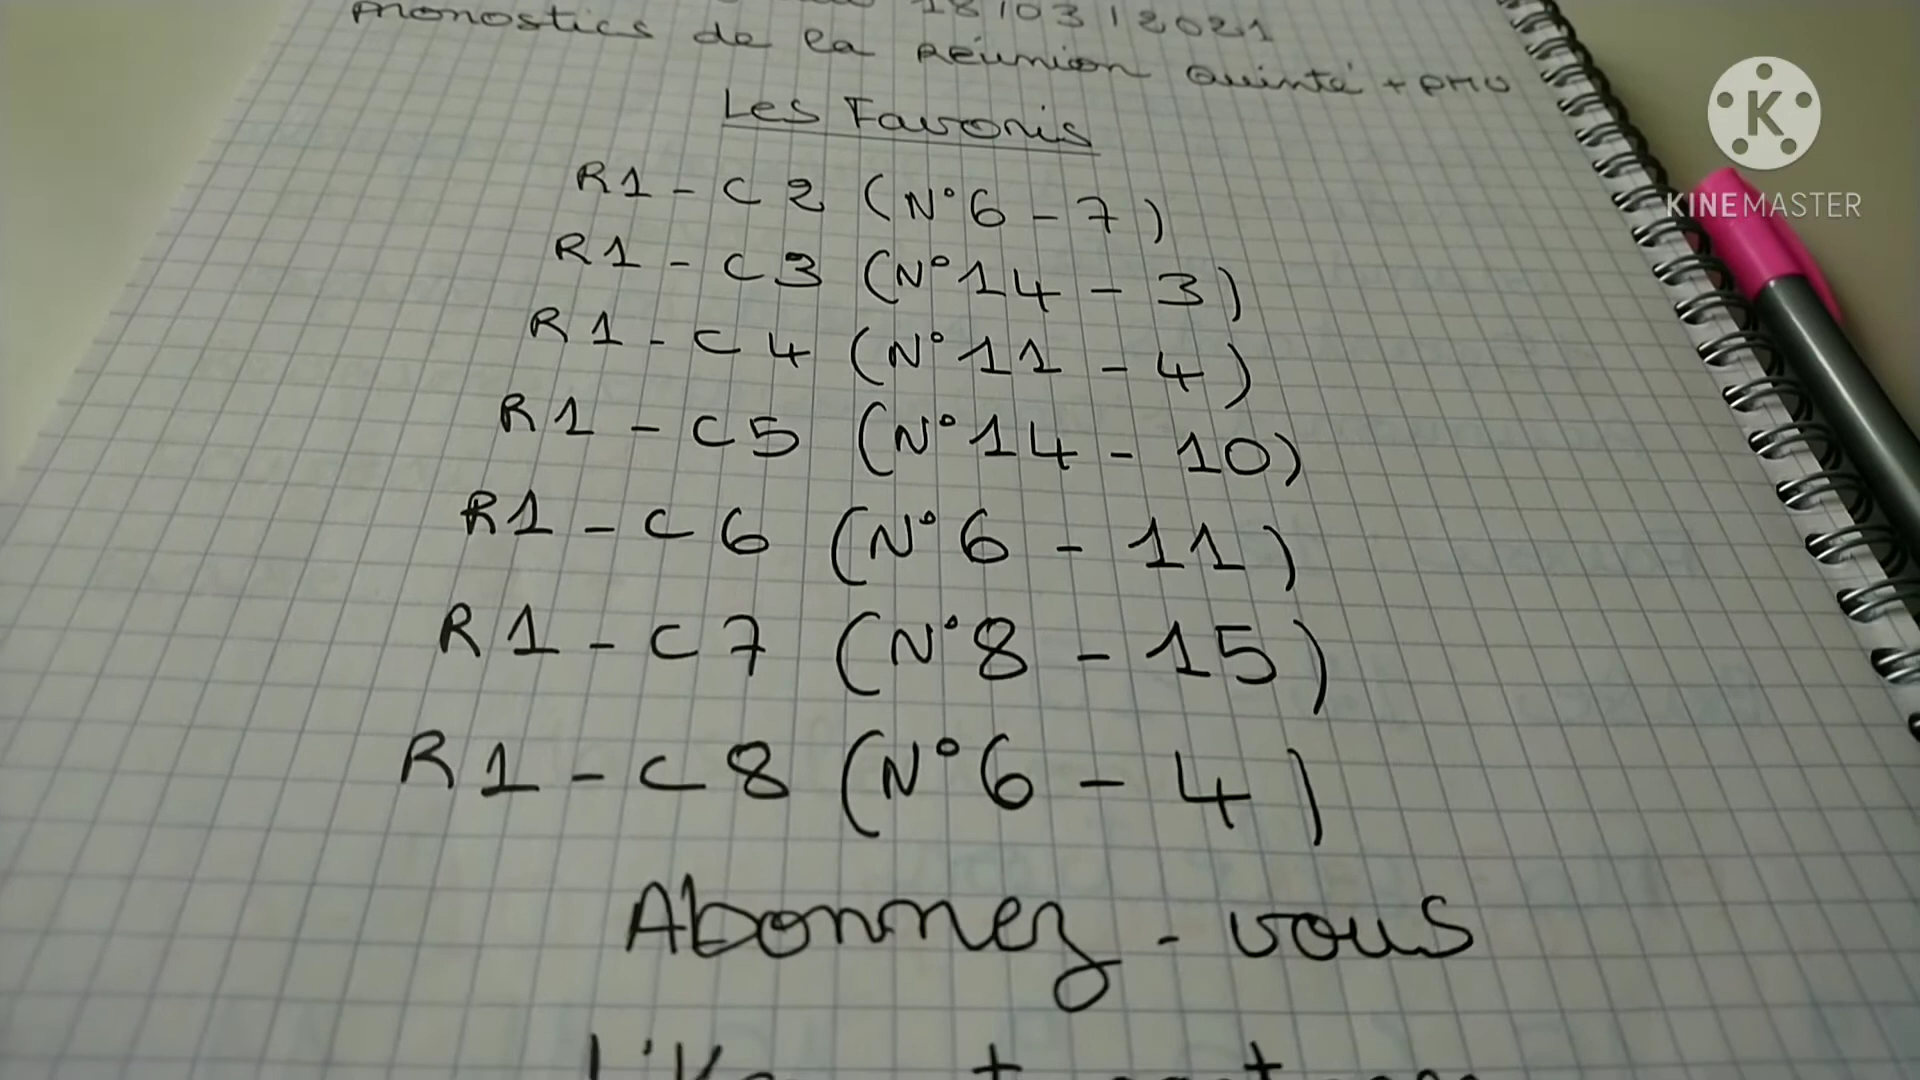 18/03/2021
pronostics de la Réunion Quinté + PMU
Les Favoris
R1 - C2 (N°6 - 7)
R1 - C3 (N°14 - 3)
R1 - C4 (N°11 - 4)
R1 - C5 (N°14 - 10)
R1 - C6 (N°6 - 11)
R1 - C7 (N°8 - 15)
R1 - C8 (N°6 - 4)
Abonnez - vous
K
KINEMASTER